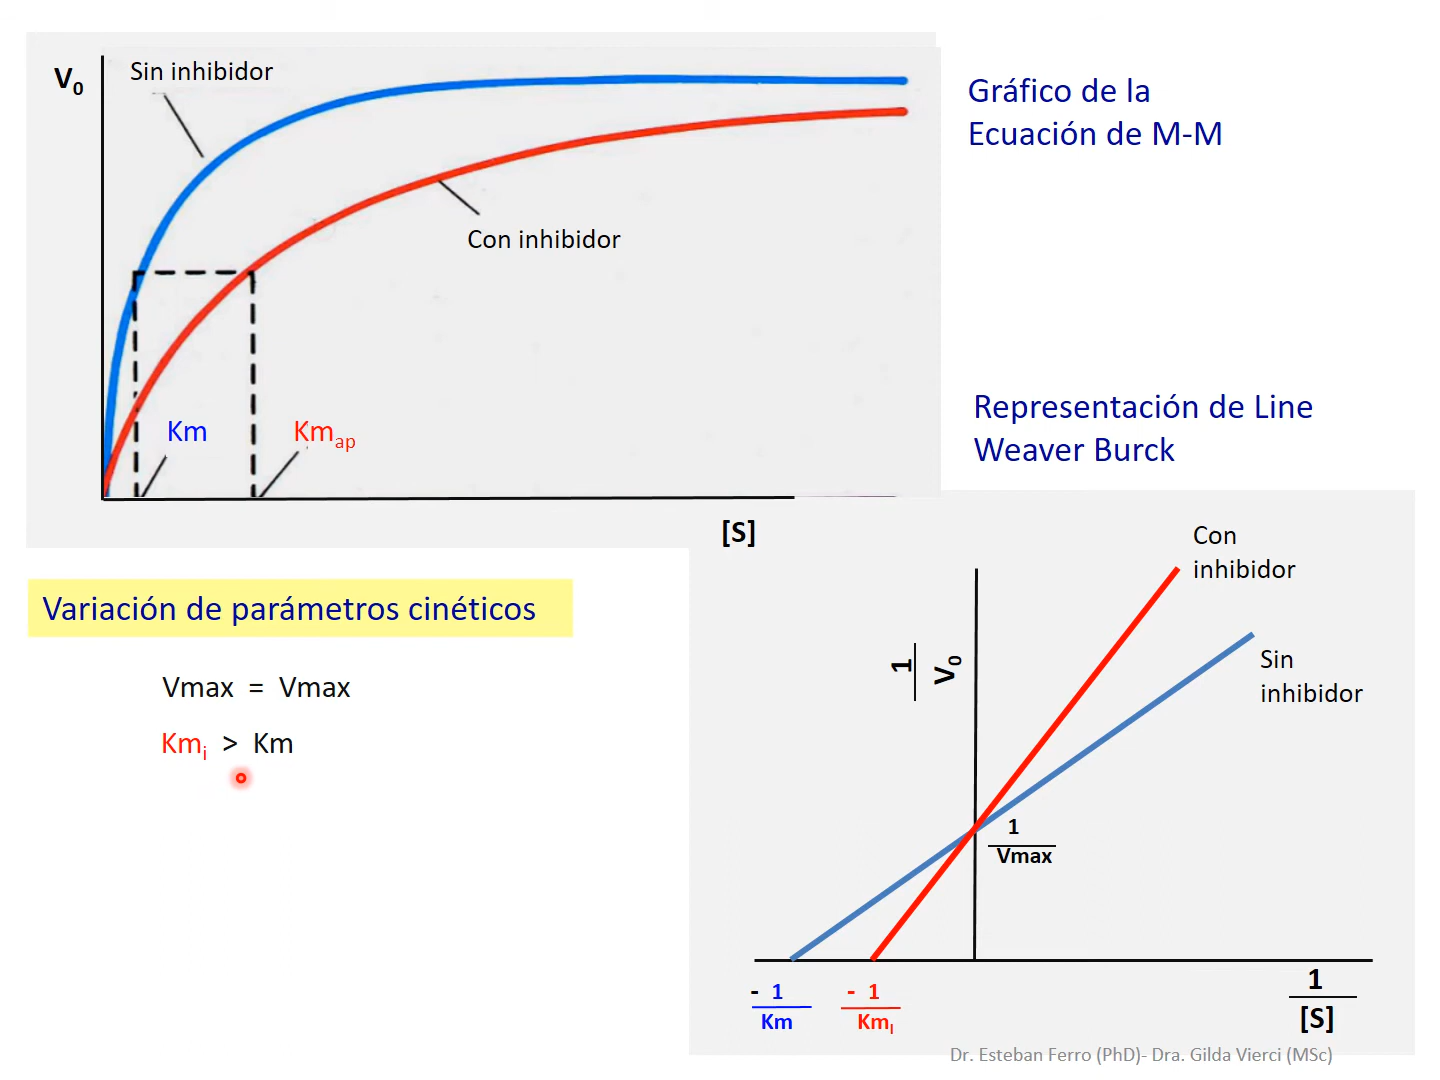 V₀
Sin inhibidor
Con inhibidor
Km
Kmap
[S]
Gráfico de la
Ecuación de M-M
Representación de Line
Weaver Burck
Variación de parámetros cinéticos
Vmax = Vmax
Kmi > Km
Con
inhibidor
Sin
inhibidor
1
V₀
1
Vmax
- 1
Km
- 1
KmI
1
[S]
Dr. Esteban Ferro (PhD)- Dra. Gilda Vierci (MSc)